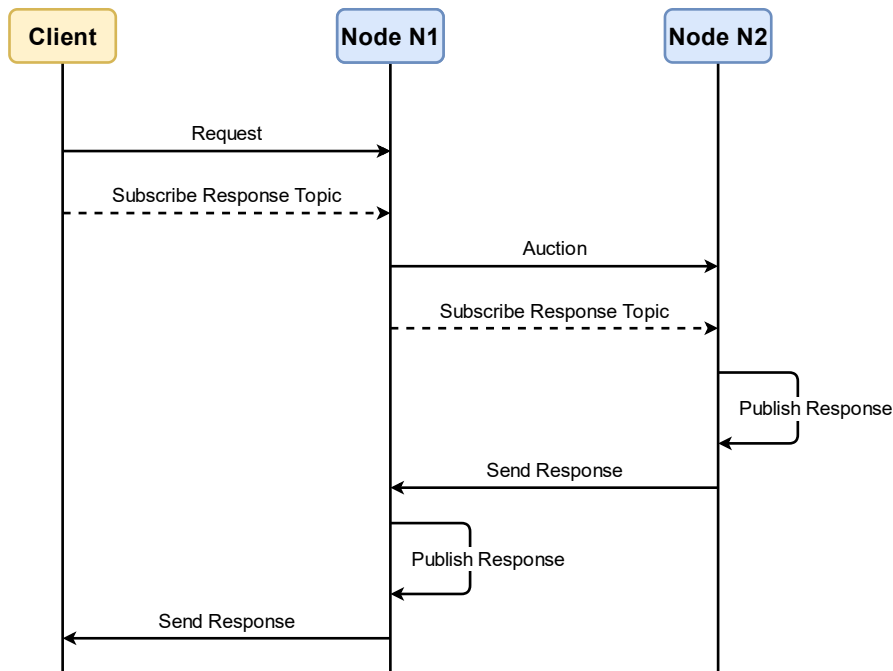 Client
Node N1
Node N2
Request
Subscribe Response Topic
Auction
Subscribe Response Topic
Publish Response
Send Response
Publish Response
Send Response